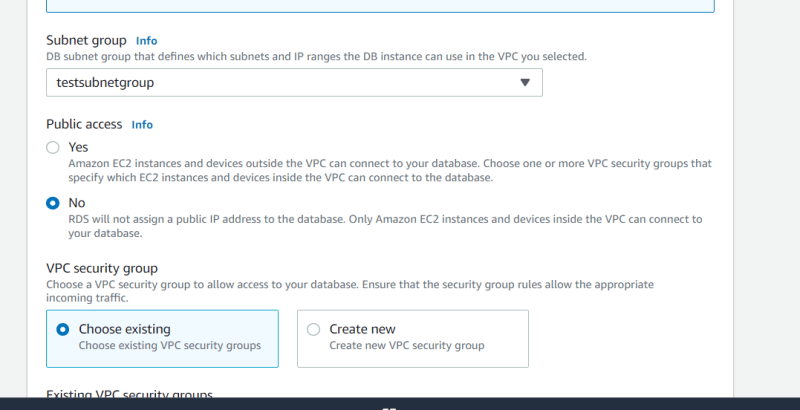 Subnet group Info
DB subnet group that defines which subnets and IP ranges the DB instance can use in the VPC you selected.
testsubnetgroup
Public access Info
Yes
Amazon EC2 instances and devices outside the VPC can connect to your database. Choose one or more VPC security groups that
specify which EC2 instances and devices inside the VPC can connect to the database.
No
RDS will not assign a public IP address to the database. Only Amazon EC2 instances and devices inside the VPC can connect to
your database.
VPC security group
Choose a VPC security group to allow access to your database. Ensure that the security group rules allow the appropriate
incoming traffic.
Choose existing
Choose existing VPC security groups
Create new
Create new VPC security group
Existing VPC security groups